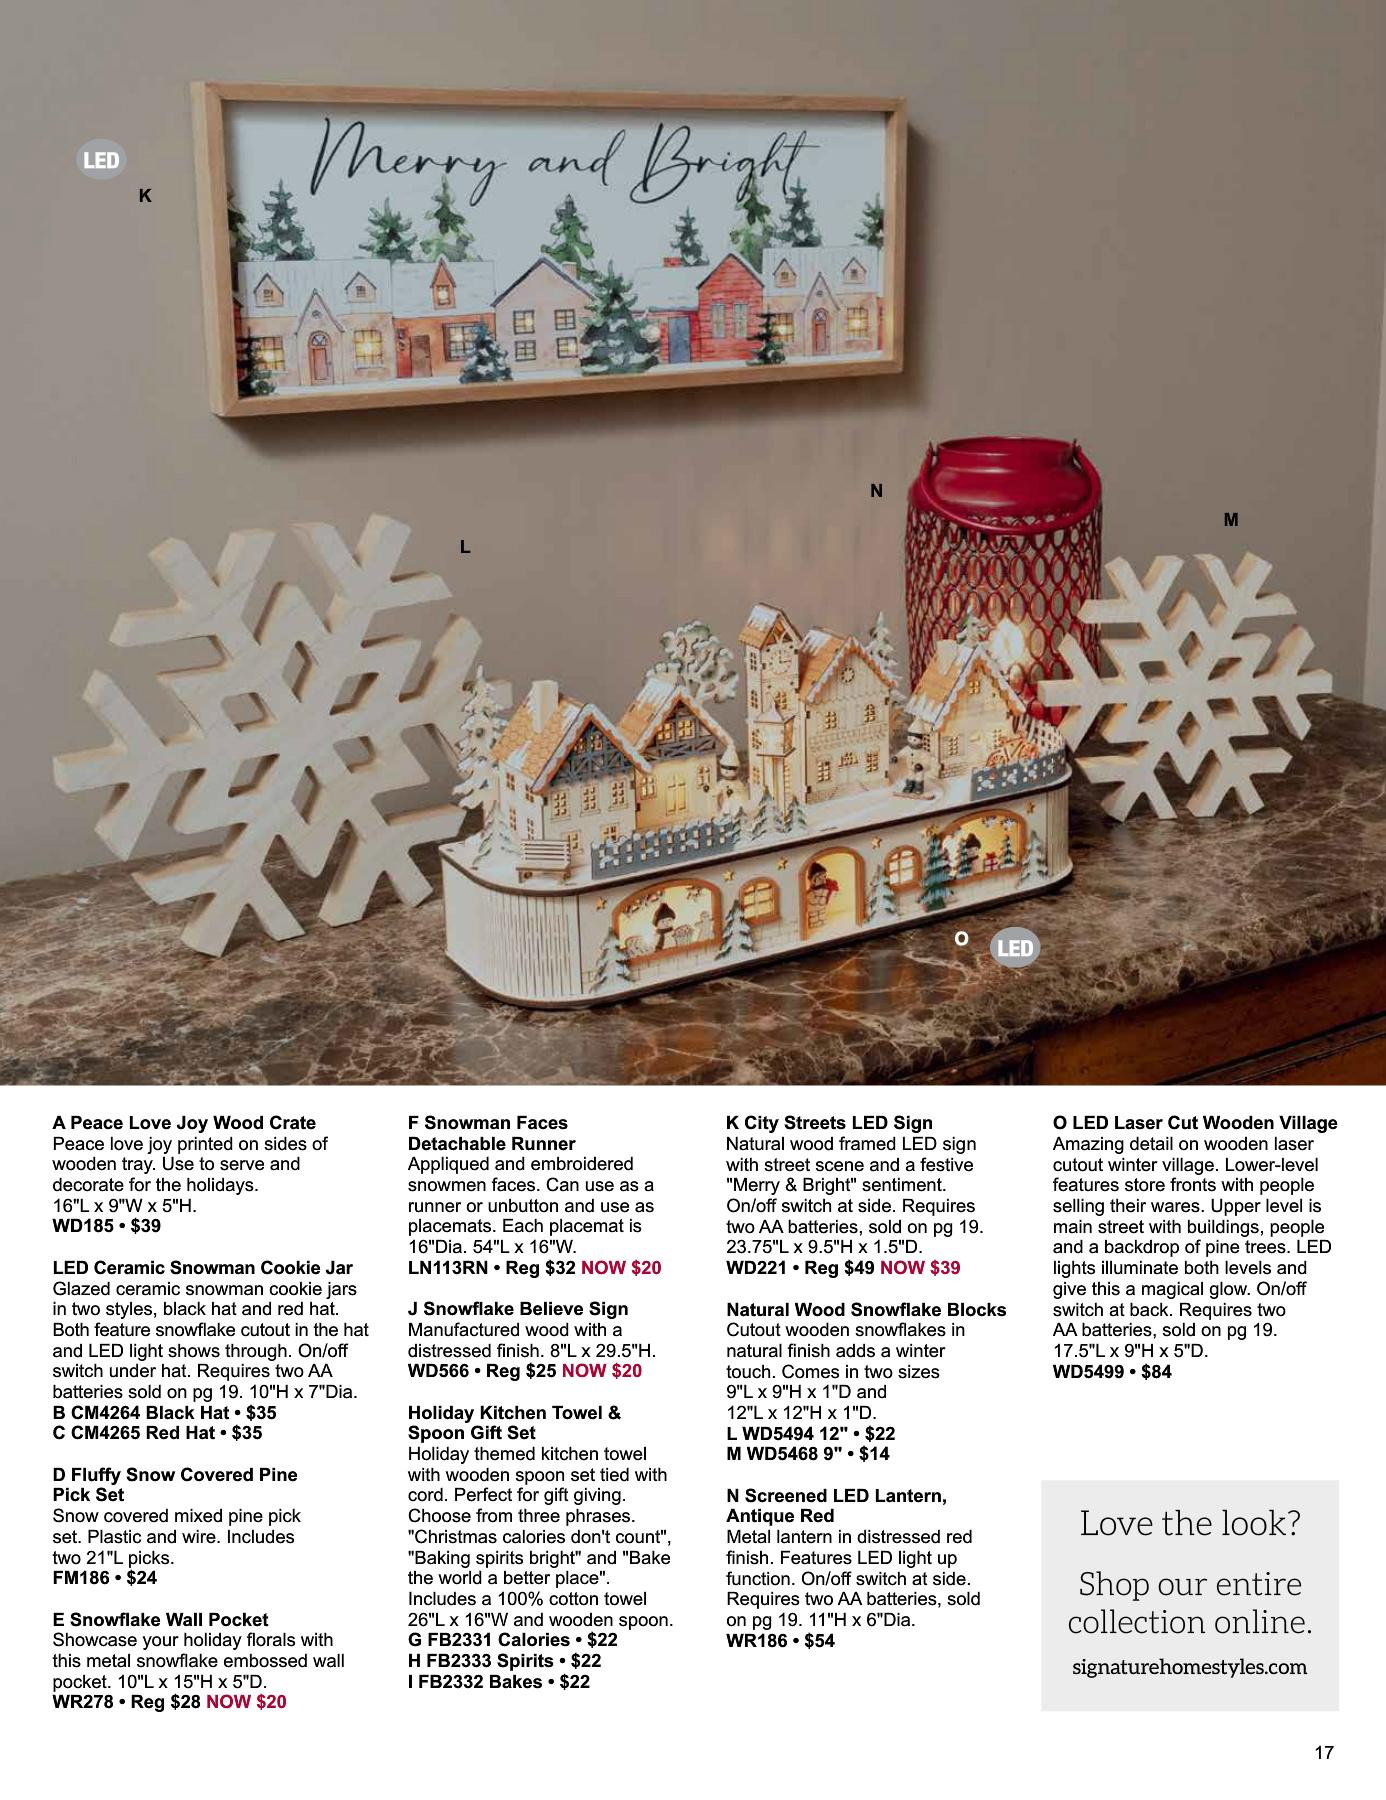 Merry and Bright
LED
K
N
M
L
O
LED
A Peace Love Joy Wood Crate
Peace love joy printed on sides of
wooden tray. Use to serve and
decorate for the holidays.
16"L x 9"W x 5"H.
WD185 • $39
LED Ceramic Snowman Cookie Jar
Glazed ceramic snowman cookie jars
in two styles, black hat and red hat.
Both feature snowflake cutout in the hat
and LED light shows through. On/off
switch under hat. Requires two AA
batteries sold on pg 19. 10"H x 7"Dia.
B CM4264 Black Hat • $35
C CM4265 Red Hat • $35
D Fluffy Snow Covered Pine
Pick Set
Snow covered mixed pine pick
set. Plastic and wire. Includes
two 21"L picks.
FM186 • $24
E Snowflake Wall Pocket
Showcase your holiday florals with
this metal snowflake embossed wall
pocket. 10"L x 15"H x 5"D.
WR278 • Reg $28 NOW $20
F Snowman Faces
Detachable Runner
Appliqued and embroidered
snowmen faces. Can use as a
runner or unbutton and use as
placemats. Each placemat is
16"Dia. 54"L x 16"W.
LN113RN • Reg $32 NOW $20
J Snowflake Believe Sign
Manufactured wood with a
distressed finish. 8"L x 29.5"H.
WD566 • Reg $25 NOW $20
Holiday Kitchen Towel &
Spoon Gift Set
Holiday themed kitchen towel
with wooden spoon set tied with
cord. Perfect for gift giving.
Choose from three phrases.
"Christmas calories don't count",
"Baking spirits bright" and "Bake
the world a better place".
Includes a 100% cotton towel
26"L x 16"W and wooden spoon.
G FB2331 Calories • $22
H FB2333 Spirits • $22
I FB2332 Bakes • $22
K City Streets LED Sign
Natural wood framed LED sign
with street scene and a festive
"Merry & Bright" sentiment.
On/off switch at side. Requires
two AA batteries, sold on pg 19.
23.75"L x 9.5"H x 1.5"D.
WD221 • Reg $49 NOW $39
Natural Wood Snowflake Blocks
Cutout wooden snowflakes in
natural finish adds a winter
touch. Comes in two sizes
9"L x 9"H x 1"D and
12"L x 12"H x 1"D.
L WD5494 12" • $22
M WD5468 9" • $14
N Screened LED Lantern,
Antique Red
Metal lantern in distressed red
finish. Features LED light up
function. On/off switch at side.
Requires two AA batteries, sold
on pg 19. 11"H x 6"Dia.
WR186 • $54
O LED Laser Cut Wooden Village
Amazing detail on wooden laser
cutout winter village. Lower-level
features store fronts with people
selling their wares. Upper level is
main street with buildings, people
and a backdrop of pine trees. LED
lights illuminate both levels and
give this a magical glow. On/off
switch at back. Requires two
AA batteries, sold on pg 19.
17.5"L x 9"H x 5"D.
WD5499 • $84
Love the look?
Shop our entire
collection online.
signaturehomestyles.com
17